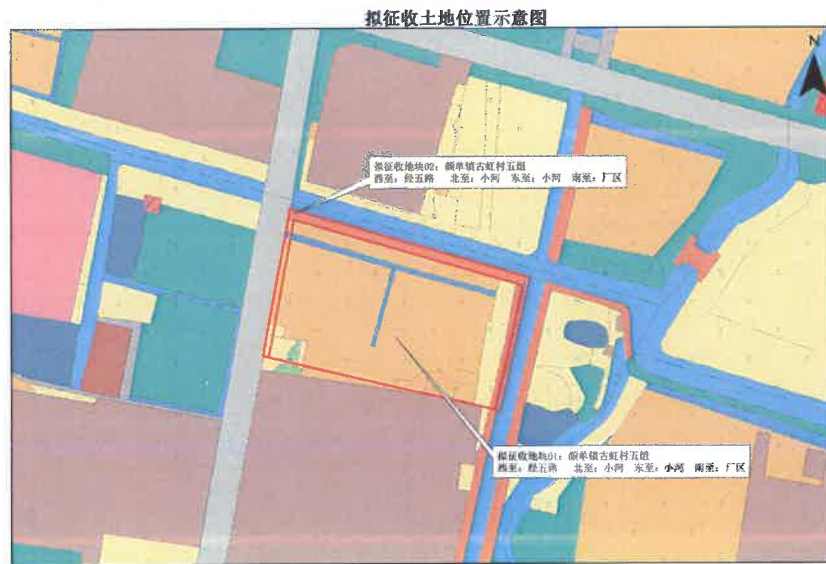 拟征收土地位置示意图
N
拟征收地块02：颜单镇古虹村五组
西至：经五路 北至：小河 东至：小河 南至：厂区
拟征收地块01：颜单镇古虹村五组
西至：经五路 北至：小河 东至：小河 南至：厂区